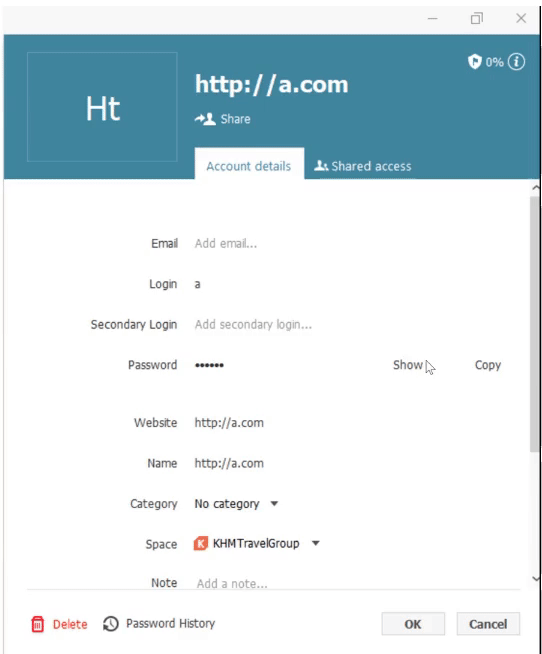 Ht
http://a.com
0%
Share
Account details
Shared access
Email Add email...
Login a
Secondary Login Add secondary login...
Password •••••• Show Copy
Website http://a.com
Name http://a.com
Category No category
Space K KHMTravelGroup
Note Add a note...
Delete Password History OK Cancel